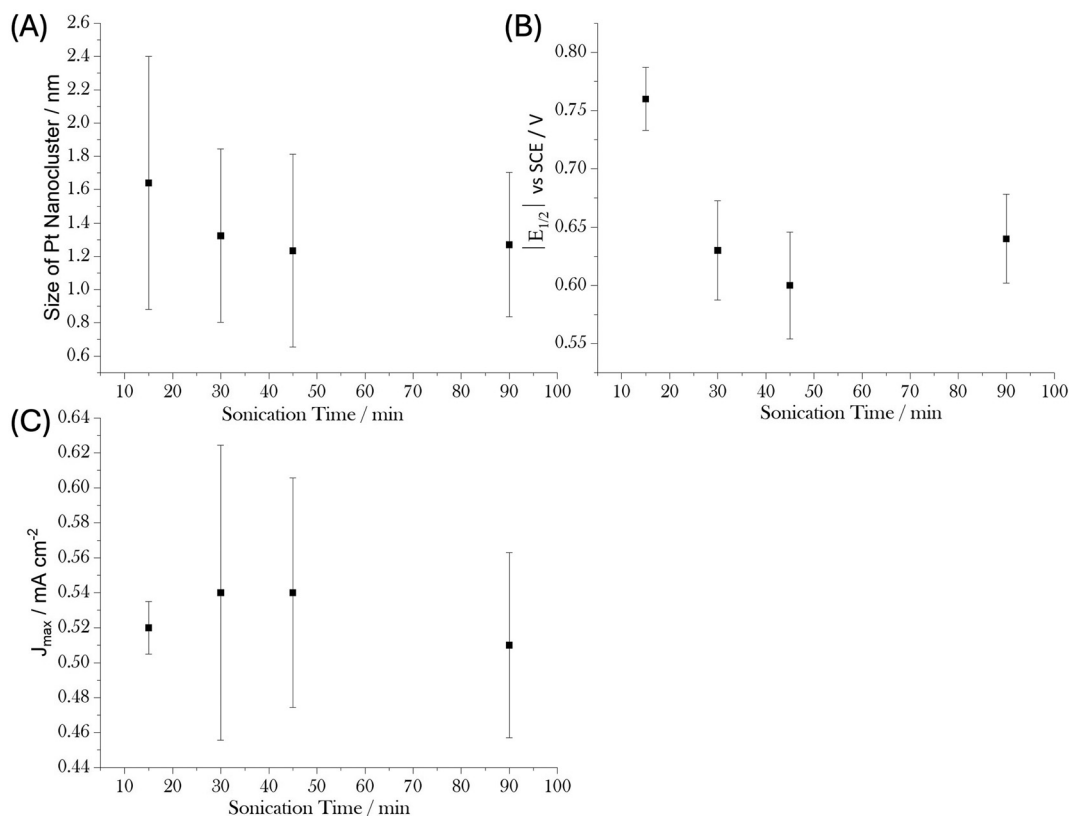 (A)
2.6
2.4
2.2
2.0
1.8
1.6
1.4
1.2
1.0
0.8
0.6
Size of Pt Nanocluster / nm
10 20 30 40 50 60 70 80 90 100
Sonication Time / min
(B)
0.80
0.75
0.70
0.65
0.60
0.55
|E1/2| vs SCE / V
10 20 30 40 50 60 70 80 90 100
Sonication Time / min
(C)
0.64
0.62
0.60
0.58
0.56
0.54
0.52
0.50
0.48
0.46
0.44
Jmax / mA cm-2
10 20 30 40 50 60 70 80 90 100
Sonication Time / min